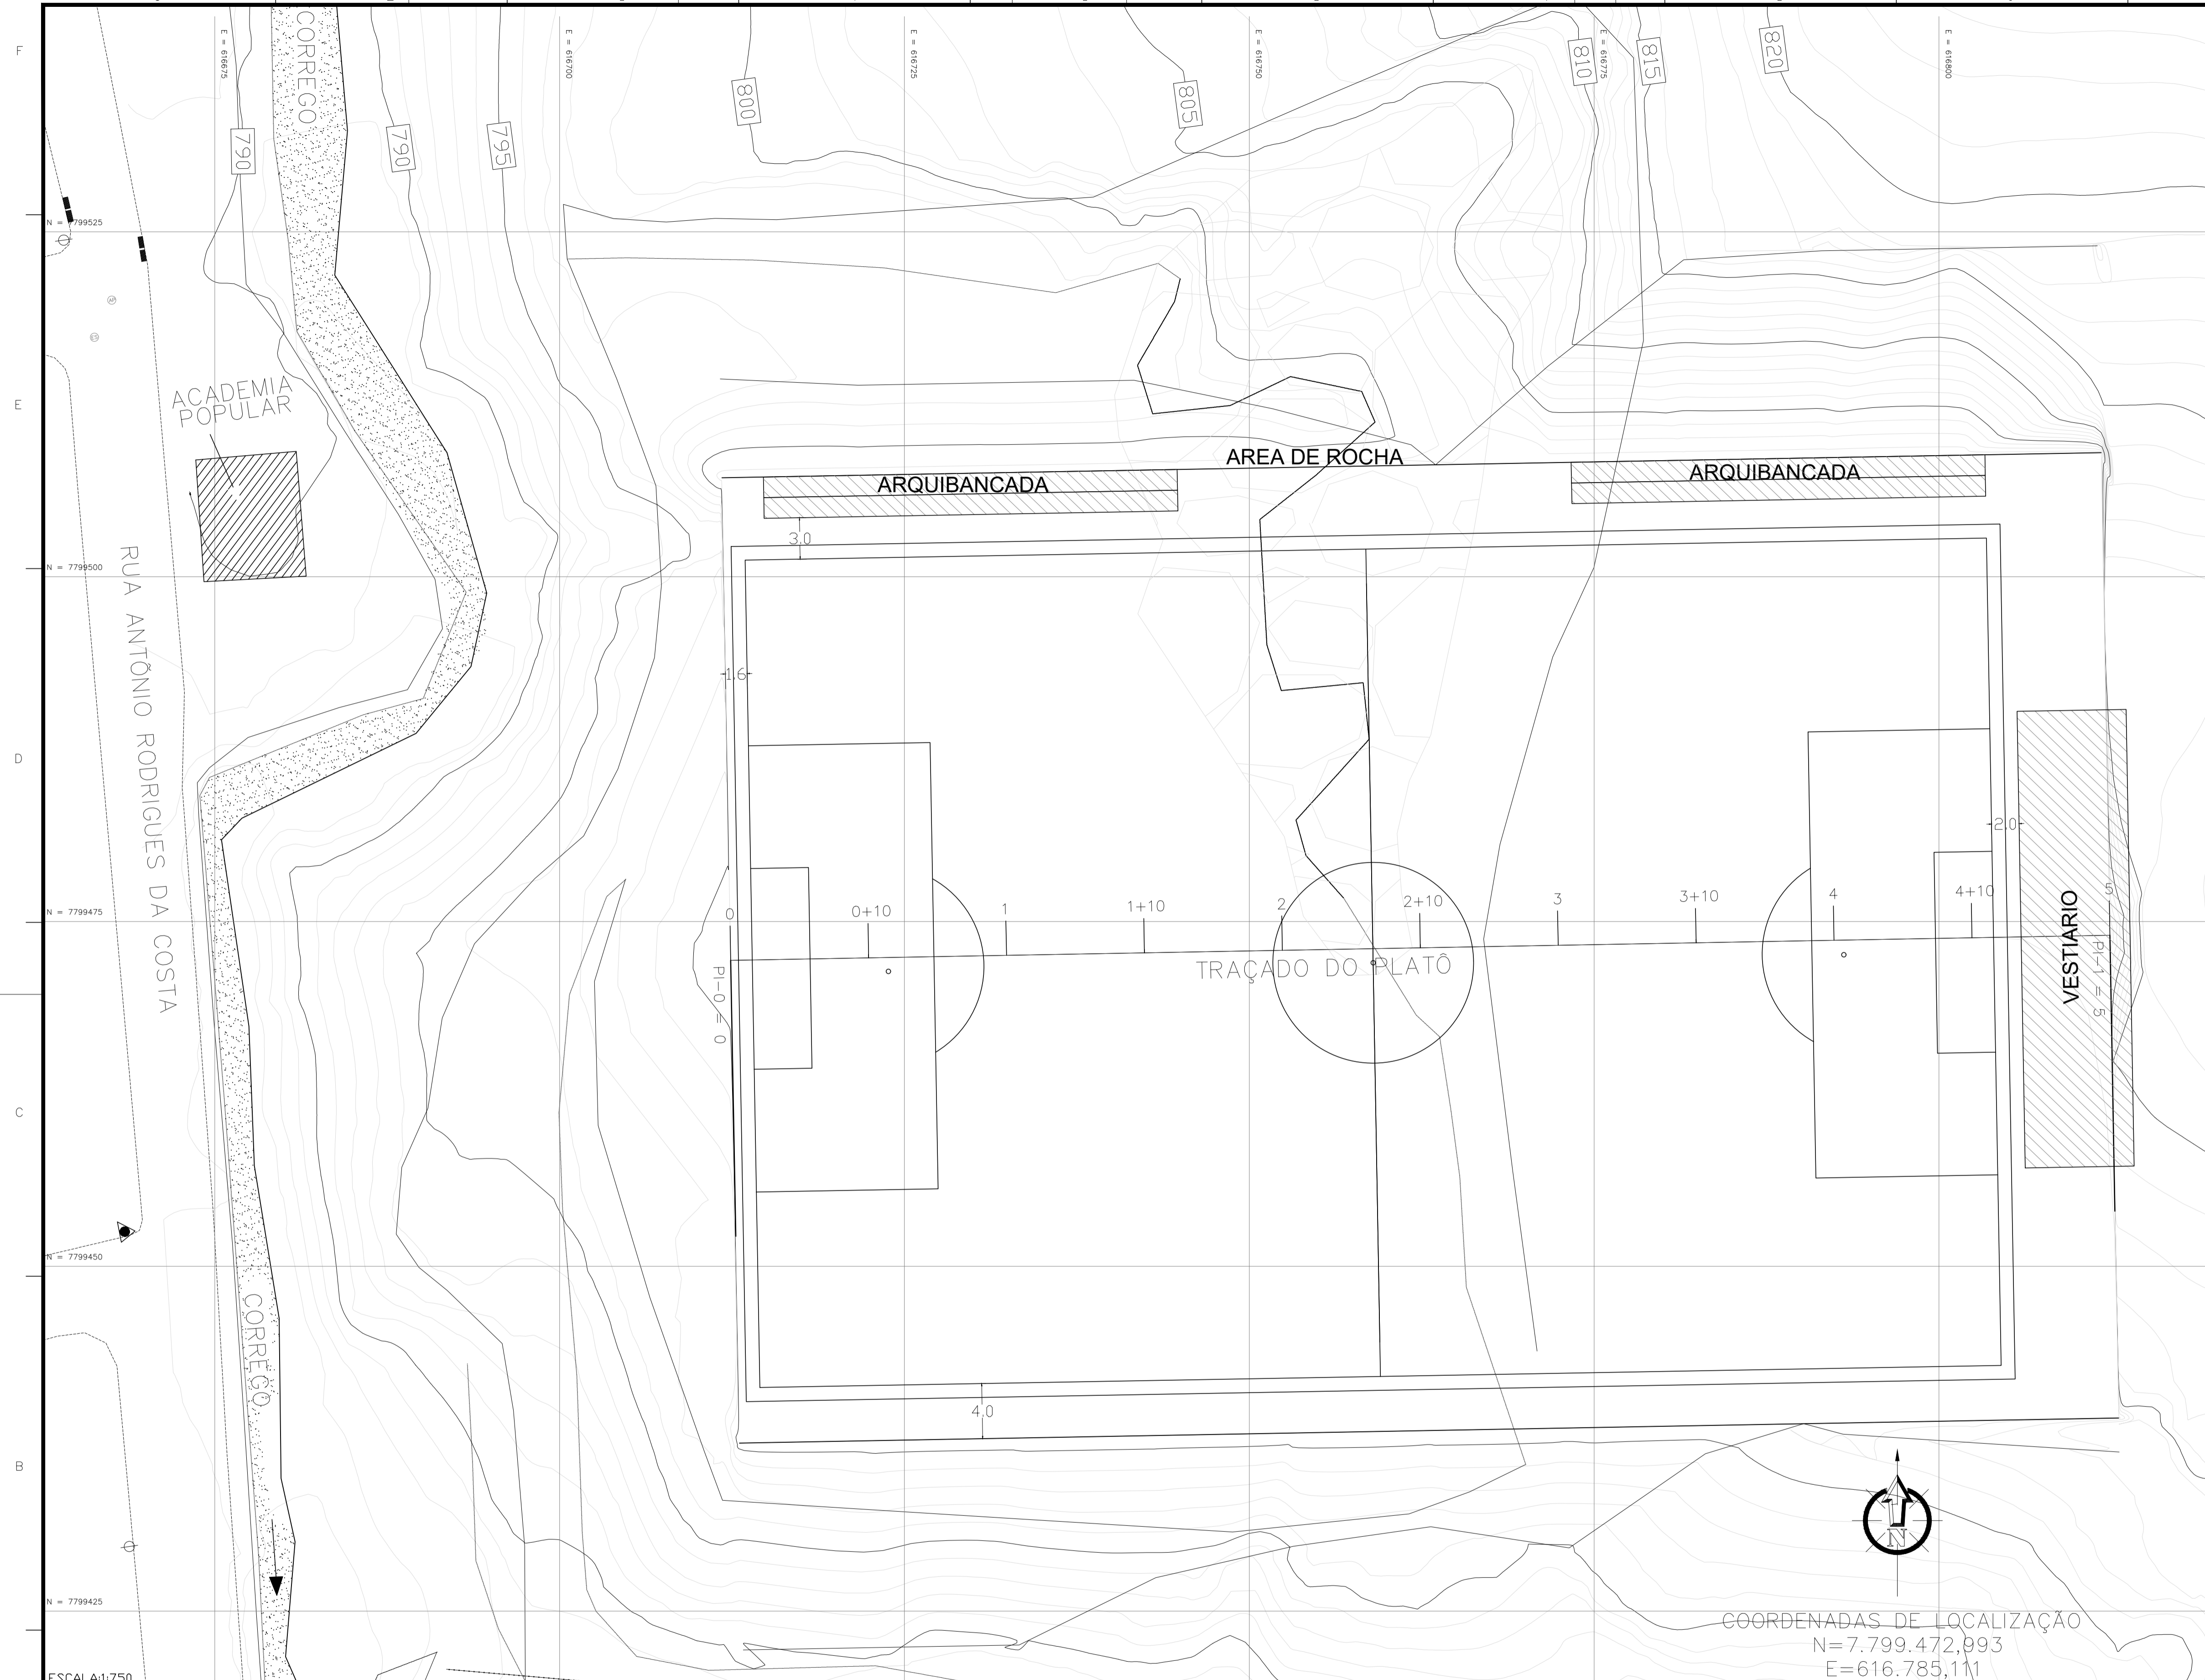 F
E = 616675
E = 616700
E = 616725
E = 616750
E = 616775
E = 616800
CORREGO
790
790
795
800
805
810
815
820
N = 7799525
E
ACADEMIA
POPULAR
AREA DE ROCHA
ARQUIBANCADA
ARQUIBANCADA
3.0
N = 7799500
RUA ANTÔNIO RODRIGUES DA COSTA
1.6
D
2.0
N = 7799475
0
0+10
1
1+10
2
2+10
3
3+10
4
4+10
5
TRAÇADO DO PLATÔ
PI-0 = 0
VESTIARIO
PI-1 = 5
C
N = 7799450
CORREGO
4.0
B
N
N = 7799425
COORDENADAS DE LOCALIZAÇÃO
N=7.799.472,993
E=616.785,111
ESCALA:1:750